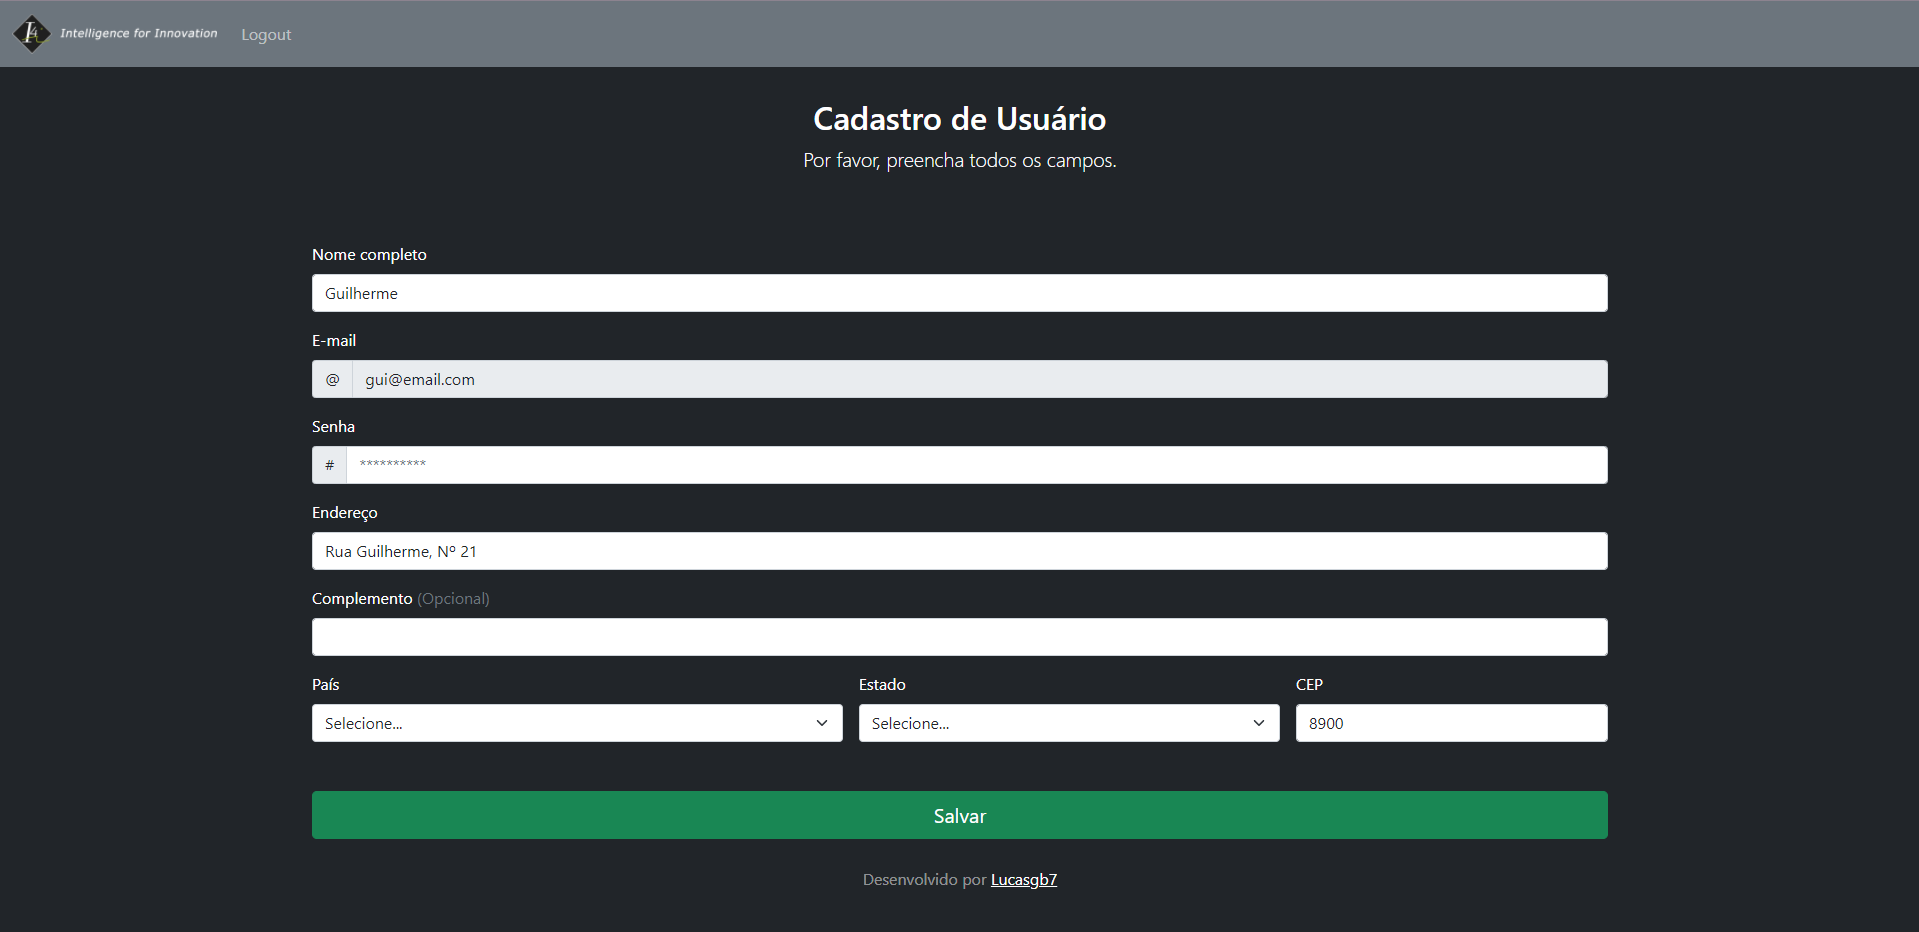 Intelligence for Innovation Logout
Cadastro de Usuário
Por favor, preencha todos os campos.
Nome completo
Guilherme
E-mail
@ gui@email.com
Senha
# **********
Endereço
Rua Guilherme, Nº 21
Complemento (Opcional)
País Estado CEP
Selecione... Selecione... 8900
Salvar
Desenvolvido por Lucasgb7